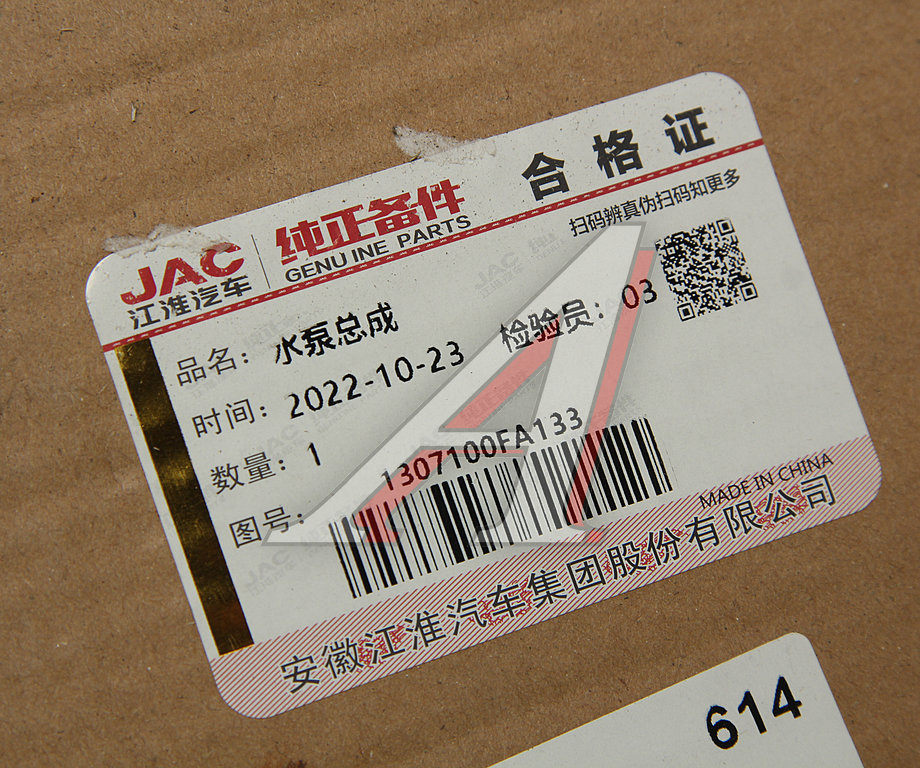 JAC 纯正备件 合格证
江淮汽车 GENUINE PARTS
扫码辨真伪扫码知更多
品名： 水泵总成
检验员： 03
时间： 2022-10-23
数量： 1
图号： 1307100FA133
MADE IN CHINA
安徽江淮汽车集团股份有限公司
614